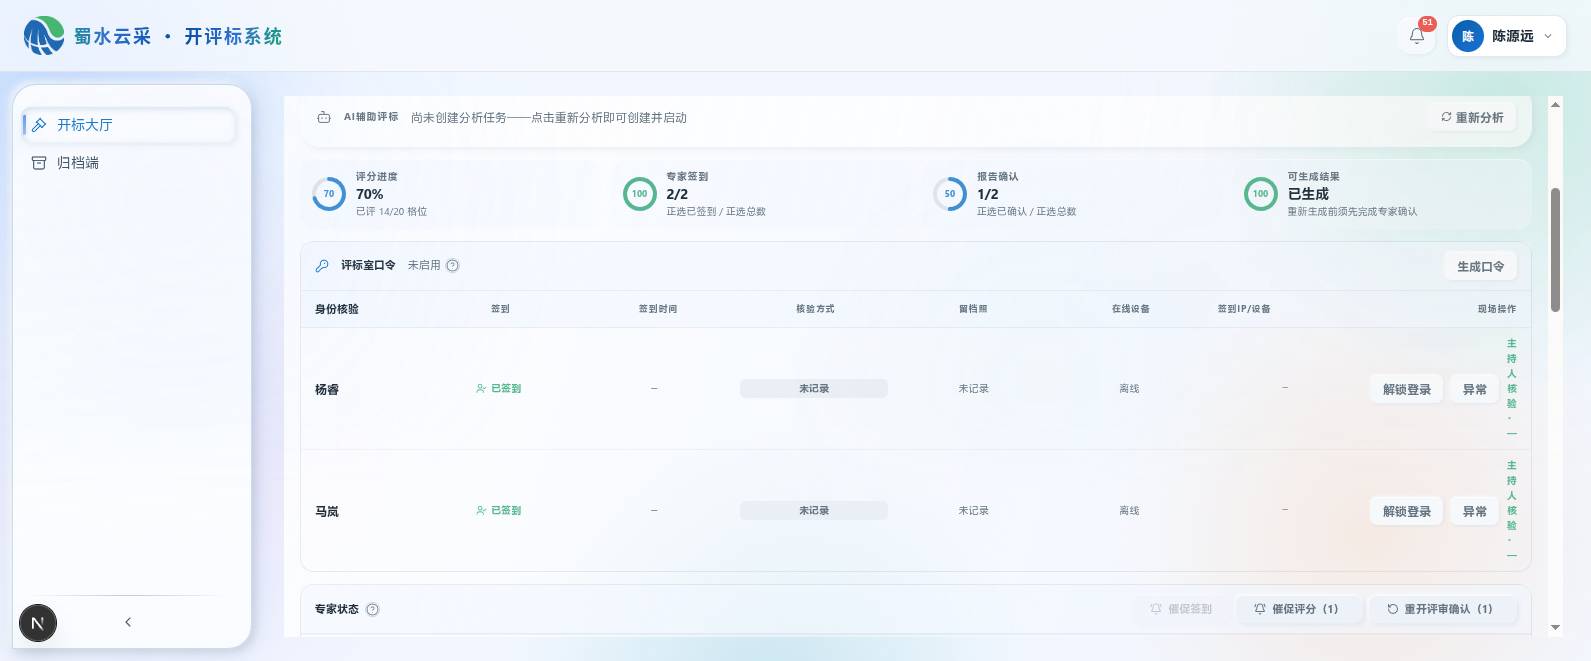 蜀水云采 · 开评标系统
51
陈 陈源远
开标大厅
归档端
N
AI辅助评标 尚未创建分析任务——点击重新分析即可创建并启动 重新分析
70 评分进度
70%
已评 14/20 格位
100 专家签到
2/2
正选已签到 / 正选总数
50 报告确认
1/2
正选已确认 / 正选总数
100 可生成结果
已生成
重新生成前须先完成专家确认
评标室口令 未启用 ? 生成口令
身份核验 签到 签到时间 核验方式 留档照 在线设备 签到IP/设备 现场操作
杨睿 已签到 — 未记录 未记录 离线 — 解锁登录 异常 主持人核验 · —
马岚 已签到 — 未记录 未记录 离线 — 解锁登录 异常 主持人核验 · —
专家状态 ? 催促签到 催促评分（1） 重开评审确认（1）